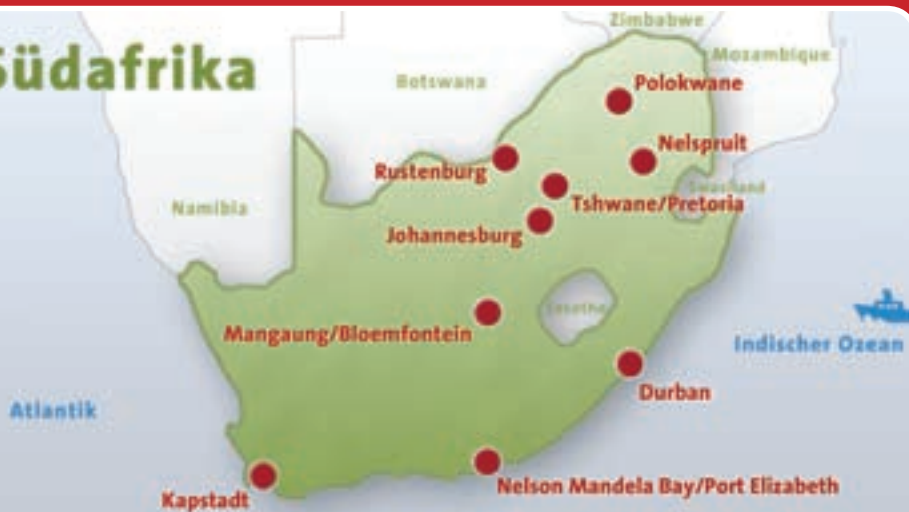 Zimbabwe
Südafrika
Mozambique
Botswana
Polokwane
Nelspruit
Rustenburg
Swaziland
Namibia
Tshwane/Pretoria
Johannesburg
Lesotho
Mangaung/Bloemfontein
Indischer Ozean
Durban
Atlantik
Nelson Mandela Bay/Port Elizabeth
Kapstadt